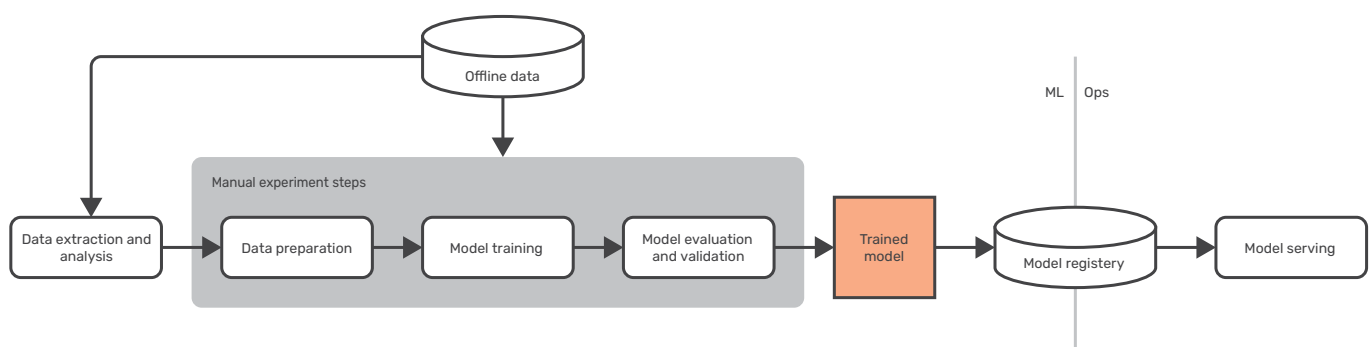 Offline data
ML
Ops
Manual experiment steps
Data extraction and
analysis
Data preparation
Model training
Model evaluation
and validation
Trained
model
Model registery
Model serving